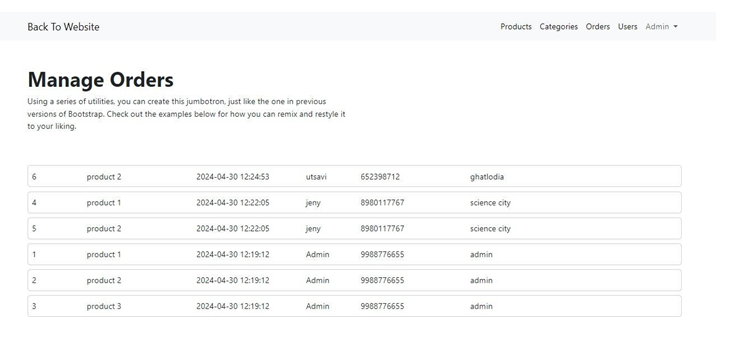 Back To Website Products Categories Orders Users Admin
Manage Orders
Using a series of utilities, you can create this jumbotron, just like the one in previous
versions of Bootstrap. Check out the examples below for how you can remix and restyle it
to your liking.
6 product 2 2024-04-30 12:24:53 utsavi 652398712 ghatlodia
4 product 1 2024-04-30 12:22:05 jeny 8980117767 science city
5 product 2 2024-04-30 12:22:05 jeny 8980117767 science city
1 product 1 2024-04-30 12:19:12 Admin 9988776655 admin
2 product 2 2024-04-30 12:19:12 Admin 9988776655 admin
3 product 3 2024-04-30 12:19:12 Admin 9988776655 admin